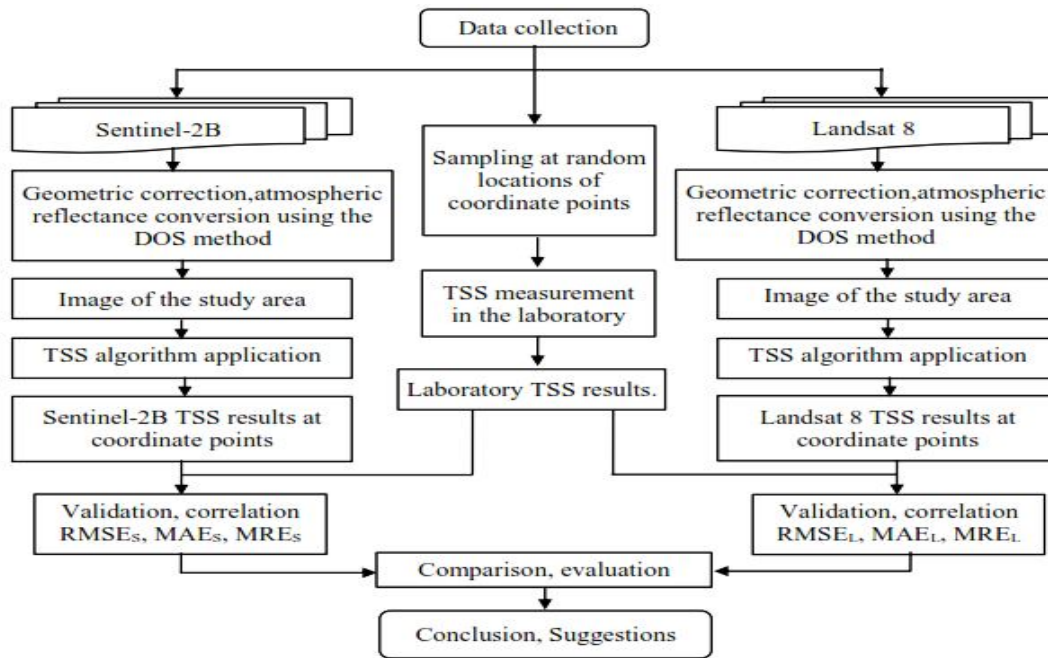 Data collection
Sentinel-2B
Geometric correction,atmospheric
reflectance conversion using the
DOS method
Image of the study area
TSS algorithm application
Sentinel-2B TSS results at
coordinate points
Validation, correlation
RMSEs, MAEs, MREs
Sampling at random
locations of
coordinate points
TSS measurement
in the laboratory
Laboratory TSS results.
Landsat 8
Geometric correction,atmospheric
reflectance conversion using the
DOS method
Image of the study area
TSS algorithm application
Landsat 8 TSS results at
coordinate points
Validation, correlation
RMSEL, MAEL, MREL
Comparison, evaluation
Conclusion, Suggestions